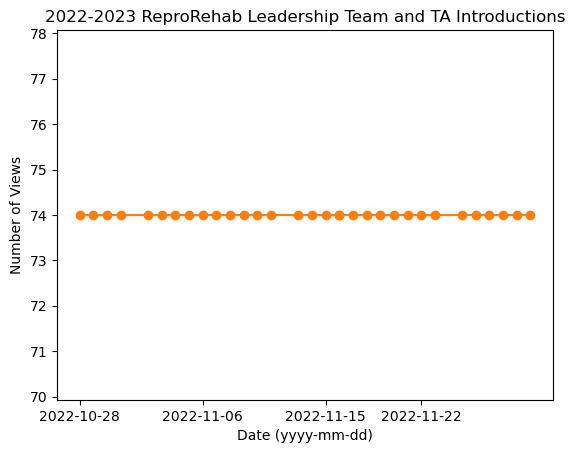 2022-2023 ReproRehab Leadership Team and TA Introductions
78
77
76
75
74
73
72
71
70
Number of Views
2022-10-28 2022-11-06 2022-11-15 2022-11-22
Date (yyyy-mm-dd)